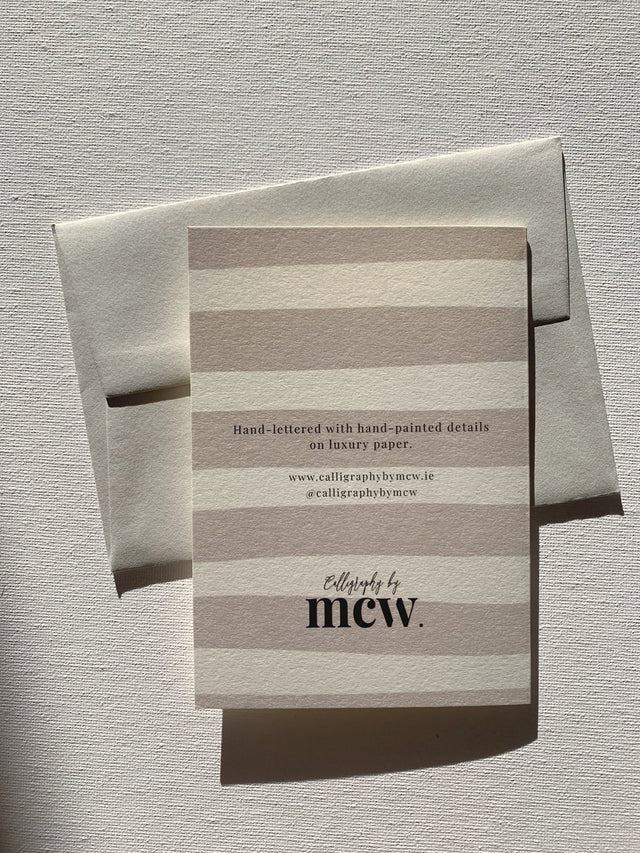 Hand-lettered with hand-painted details
on luxury paper.
www.calligraphybymcw.ie
@calligraphybymcw
Calligraphy by
mcw.